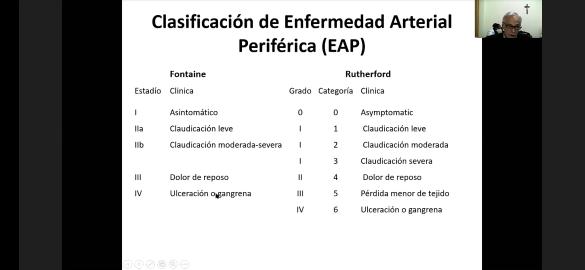 Clasificación de Enfermedad Arterial
Periférica (EAP)
Fontaine Rutherford
Estadío Clinica Grado Categoría Clinica
I Asintomático 0 0 Asymptomatic
IIa Claudicación leve I 1 Claudicación leve
IIb Claudicación moderada-severa I 2 Claudicación moderada
I 3 Claudicación severa
III Dolor de reposo II 4 Dolor de reposo
IV Ulceración o gangrena III 5 Pérdida menor de tejido
IV 6 Ulceración o gangrena